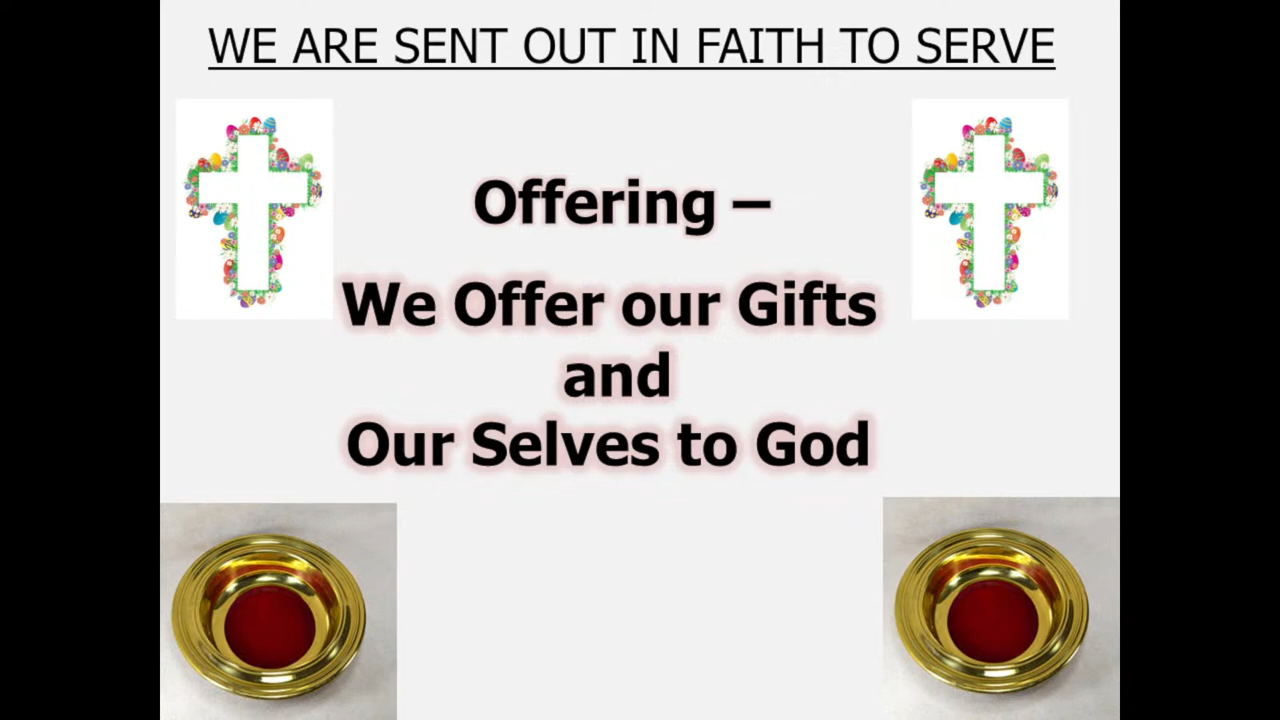 WE ARE SENT OUT IN FAITH TO SERVE
Offering –
We Offer our Gifts
and
Our Selves to God